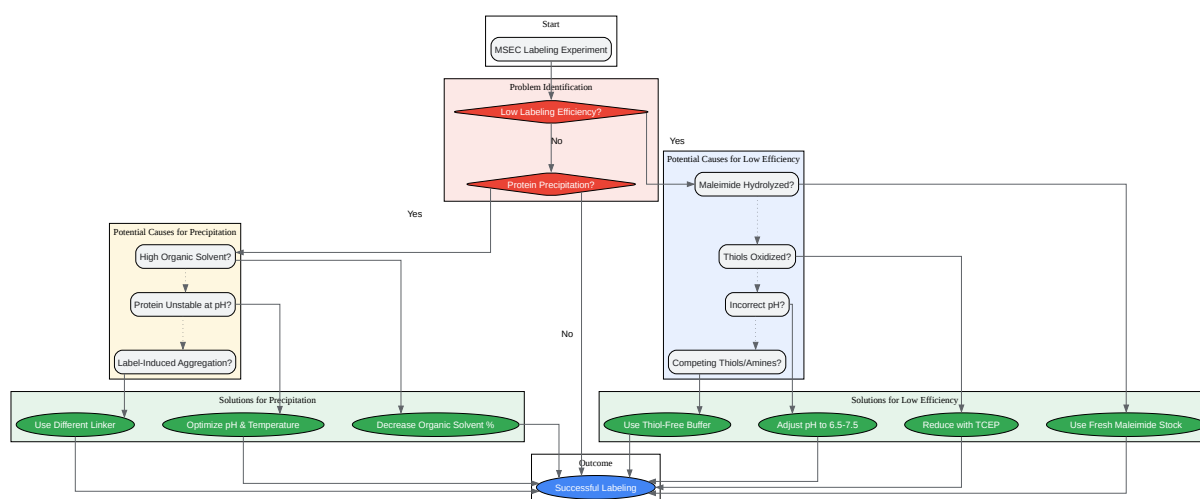 Start
MSEC Labeling Experiment
Problem Identification
Low Labeling Efficiency?
No
Yes
Potential Causes for Low Efficiency
Protein Precipitation?
Maleimide Hydrolyzed?
Yes
Potential Causes for Precipitation
High Organic Solvent?
Thiols Oxidized?
Protein Unstable at pH?
Incorrect pH?
No
Label-Induced Aggregation?
Competing Thiols/Amines?
Solutions for Precipitation
Solutions for Low Efficiency
Use Different Linker
Optimize pH & Temperature
Decrease Organic Solvent %
Use Thiol-Free Buffer
Adjust pH to 6.5-7.5
Reduce with TCEP
Use Fresh Maleimide Stock
Outcome
Successful Labeling